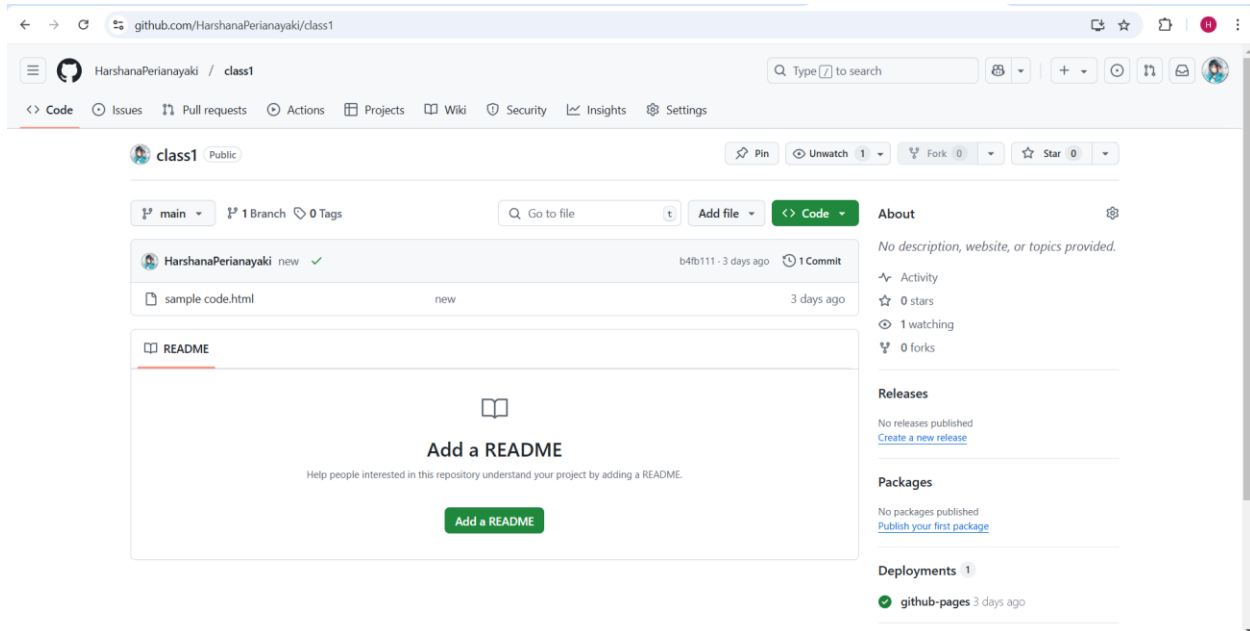 github.com/HarshanaPerianayaki/class1
H
HarshanaPerianayaki / class1
Type / to search
<> Code Issues Pull requests Actions Projects Wiki Security Insights Settings
class1 Public
Pin Unwatch 1 Fork 0 Star 0
main 1 Branch 0 Tags Go to file t Add file <> Code
HarshanaPerianayaki new b4fb111 · 3 days ago 1 Commit
sample code.html new 3 days ago
README
Add a README
Help people interested in this repository understand your project by adding a README.
Add a README
About
No description, website, or topics provided.
Activity
0 stars
1 watching
0 forks
Releases
No releases published
Create a new release
Packages
No packages published
Publish your first package
Deployments 1
github-pages 3 days ago